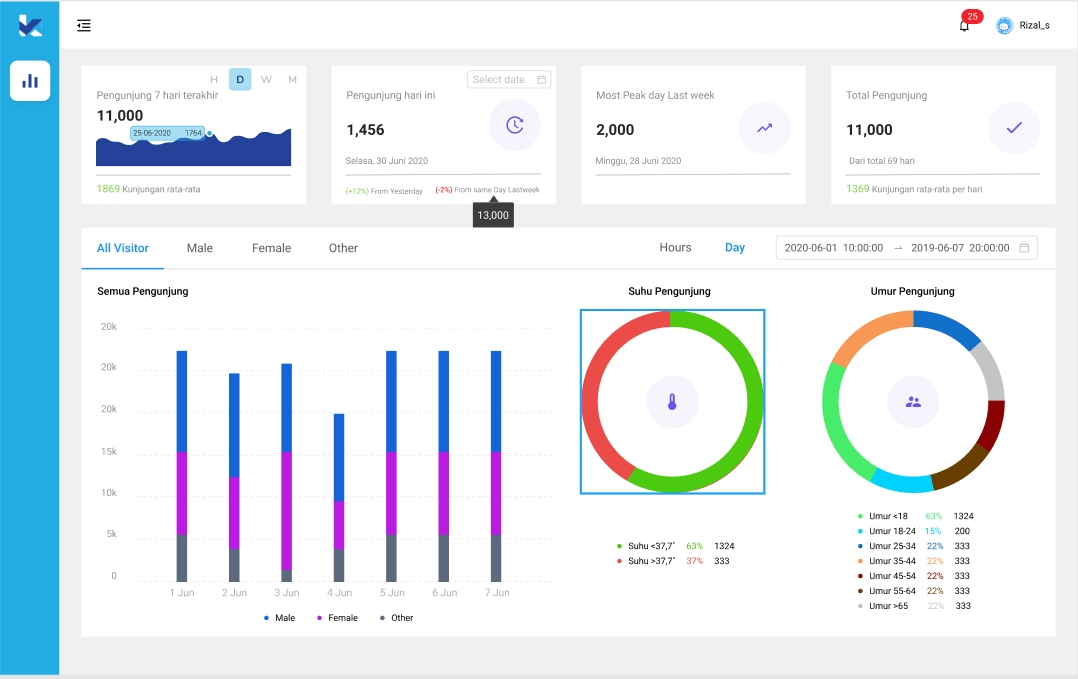 25
Rizal_s
H D W M
Pengunjung 7 hari terakhir
11,000
25-06-2020 1764
1869 Kunjungan rata-rata
Select date
Pengunjung hari ini
1,456
Selasa, 30 Juni 2020
(+12%) From Yesterday (-2%) From same Day Lastweek
13,000
Most Peak day Last week
2,000
Minggu, 28 Juni 2020
Total Pengunjung
11,000
Dari total 69 hari
1369 Kunjungan rata-rata per hari
All Visitor Male Female Other
Hours Day 2020-06-01 10:00:00 → 2019-06-07 20:00:00
Semua Pengunjung
20k
20k
20k
15k
10k
5k
0
1 Jun 2 Jun 3 Jun 4 Jun 5 Jun 6 Jun 7 Jun
Male Female Other
Suhu Pengunjung
Suhu <37,7° 63% 1324
Suhu >37,7° 37% 333
Umur Pengunjung
Umur <18 63% 1324
Umur 18-24 15% 200
Umur 25-34 22% 333
Umur 35-44 22% 333
Umur 45-54 22% 333
Umur 55-64 22% 333
Umur >65 22% 333